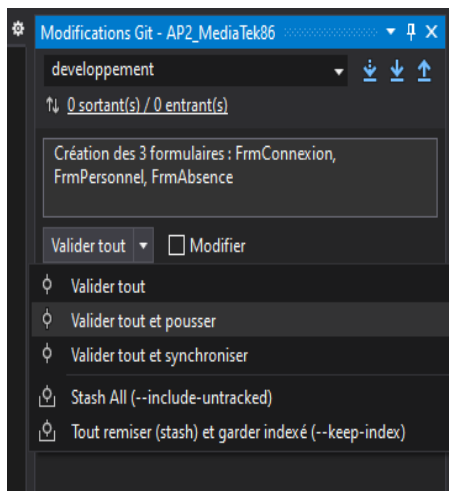 Modifications Git - AP2_MediaTek86
developpement
0 sortant(s) / 0 entrant(s)
Création des 3 formulaires : FrmConnexion,
FrmPersonnel, FrmAbsence
Valider tout Modifier
Valider tout
Valider tout et pousser
Valider tout et synchroniser
Stash All (--include-untracked)
Tout remiser (stash) et garder indexé (--keep-index)